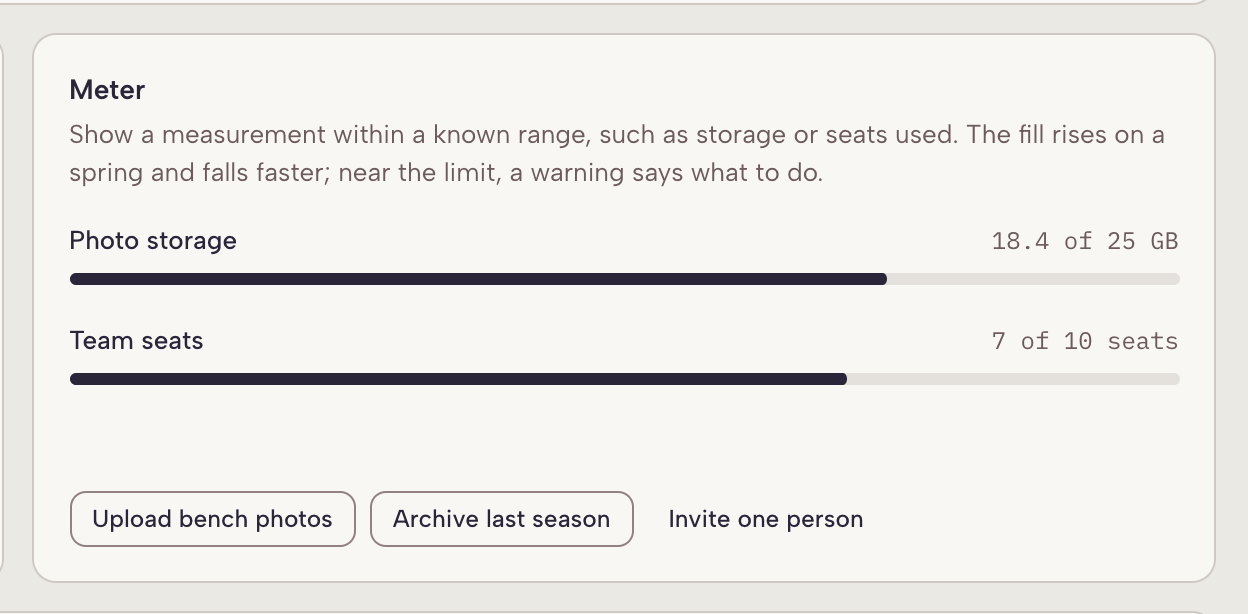 Meter
Show a measurement within a known range, such as storage or seats used. The fill rises on a
spring and falls faster; near the limit, a warning says what to do.
Photo storage
18.4 of 25 GB
Team seats
7 of 10 seats
Upload bench photos
Archive last season
Invite one person